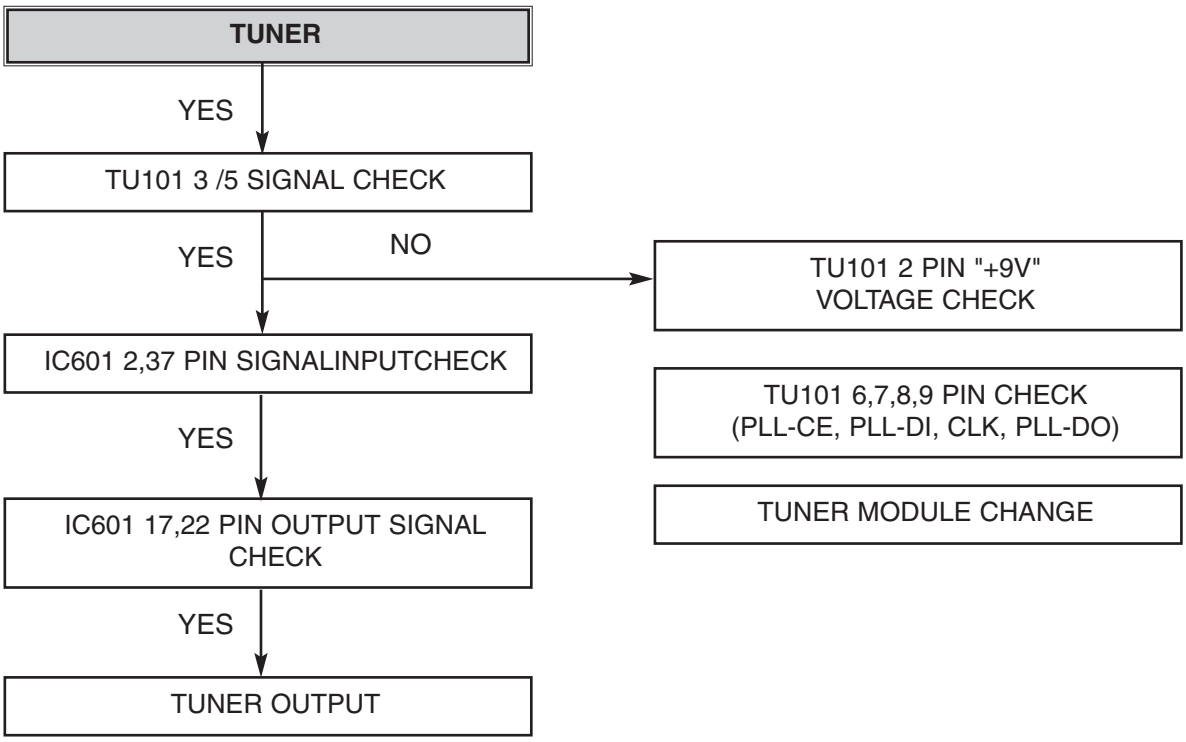 TUNER
YES
TU101 3 /5 SIGNAL CHECK
YES
NO
TU101 2 PIN "+9V"
VOLTAGE CHECK
IC601 2,37 PIN SIGNALINPUTCHECK
TU101 6,7,8,9 PIN CHECK
(PLL-CE, PLL-DI, CLK, PLL-DO)
YES
IC601 17,22 PIN OUTPUT SIGNAL
CHECK
TUNER MODULE CHANGE
YES
TUNER OUTPUT